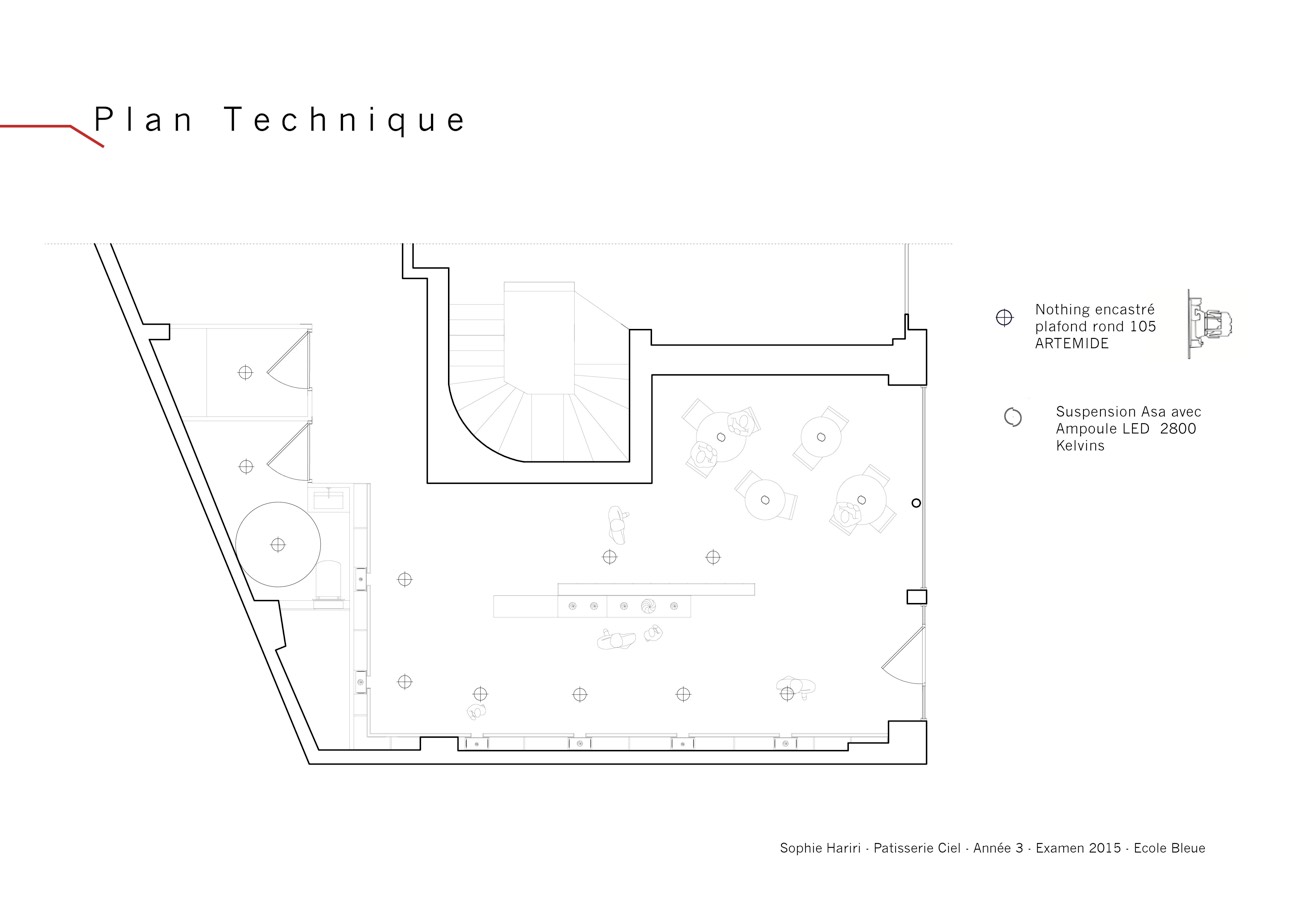 Plan Technique
Nothing encastré
plafond rond 105
ARTEMIDE
Suspension Asa avec
Ampoule LED 2800
Kelvins
Sophie Hariri - Patisserie Ciel - Année 3 - Examen 2015 - Ecole Bleue